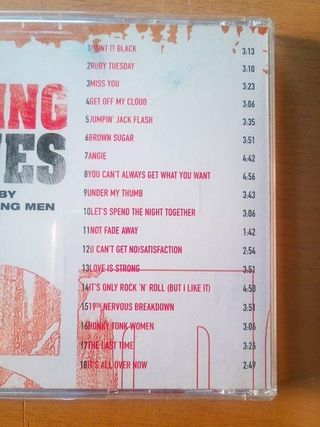 ING
ES
BY
NG MEN
1PAINT IT BLACK 3:13
2RUBY TUESDAY 3:10
3MISS YOU 3:23
4GET OFF MY CLOUD 3:06
5JUMPIN' JACK FLASH 3:35
6BROWN SUGAR 3:51
7ANGIE 4:42
8YOU CAN'T ALWAYS GET WHAT YOU WANT 4:56
9UNDER MY THUMB 3:43
10LET'S SPEND THE NIGHT TOGETHER 3:06
11NOT FADE AWAY 1:42
12(I CAN'T GET NO)SATISFACTION 2:54
13LOVE IS STRONG 3:51
14IT'S ONLY ROCK 'N' ROLL (BUT I LIKE IT) 4:50
1519TH NERVOUS BREAKDOWN 3:51
16HONKY TONK WOMEN 3:06
17THE LAST TIME 3:26
18IT'S ALL OVER NOW 2:49